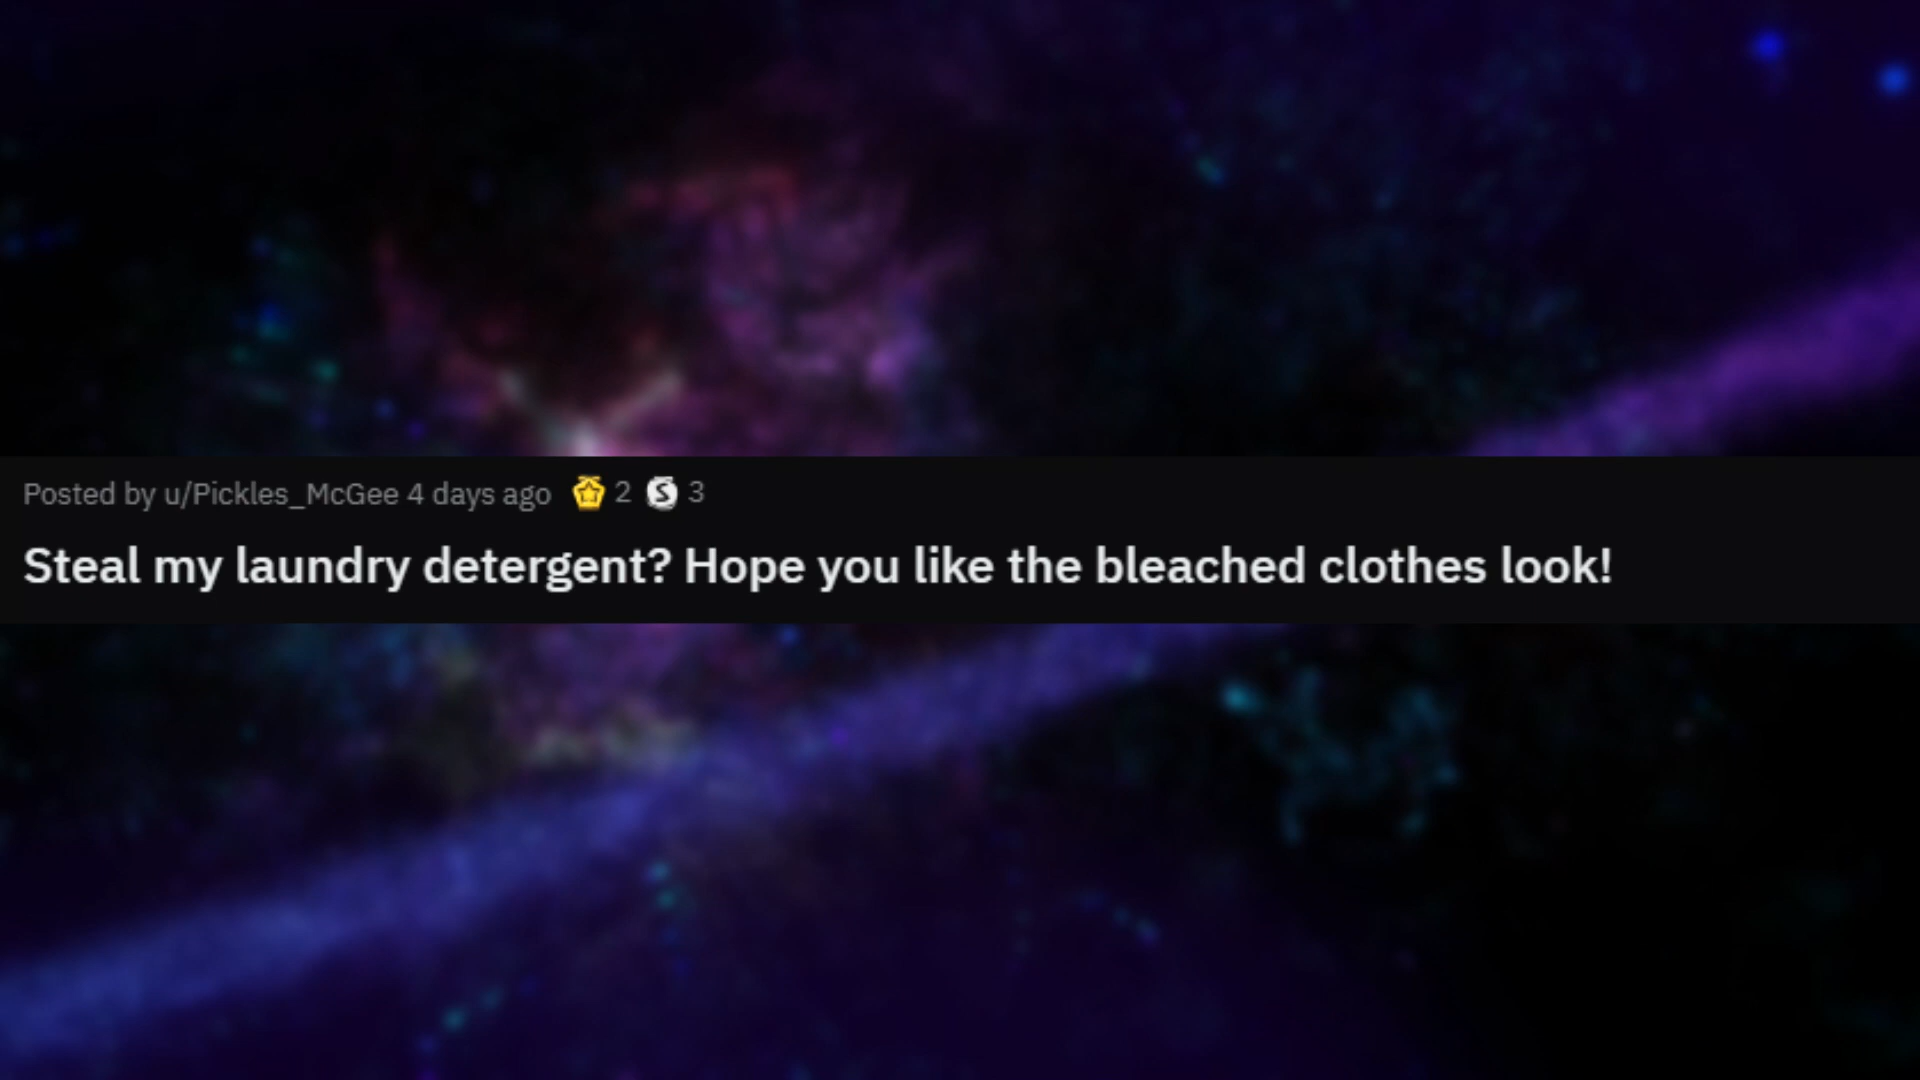 Posted by u/Pickles_McGee 4 days ago 2 S 3
Steal my laundry detergent? Hope you like the bleached clothes look!